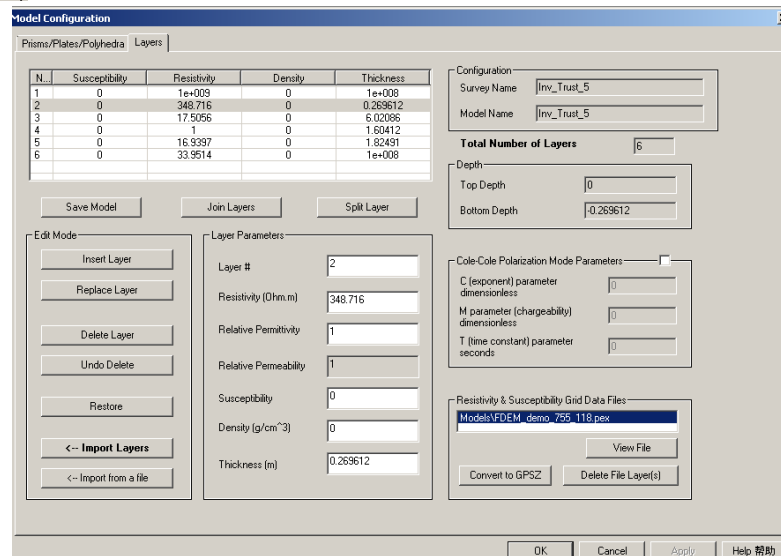 Model Configuration
Prisms/Plates/Polyhedra Layers
N... Susceptibility Resistivity Density Thickness
1 0 1e+009 0 1e+008
2 0 348.716 0 0.269612
3 0 17.5056 0 6.02086
4 0 1 0 1.60412
5 0 16.9397 0 1.82491
6 0 33.9514 0 1e+008
Save Model Join Layers Split Layer
Configuration
Survey Name Inv_Trust_5
Model Name Inv_Trust_5
Total Number of Layers 6
Depth
Top Depth 0
Bottom Depth -0.269612
Edit Mode
Insert Layer
Replace Layer
Delete Layer
Undo Delete
Restore
<-- Import Layers
<-- Import from a file
Layer Parameters
Layer # 2
Resistivity (Ohm.m) 348.716
Relative Permittivity 1
Relative Permeability 1
Susceptibility 0
Density (g/cm^3) 0
Thickness (m) 0.269612
Cole-Cole Polarization Mode Parameters
C (exponent) parameter
dimensionless 0
M parameter (chargeability)
dimensionless 0
T (time constant) parameter
seconds 0
Resistivity & Susceptibility Grid Data Files
Models\FDEM_demo_755_118.pex
View File
Convert to GPSZ Delete File Layer(s)
OK Cancel Apply Help 帮助